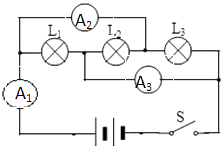 A₂
L₁ L₂ L₃
A₁ A₃
S